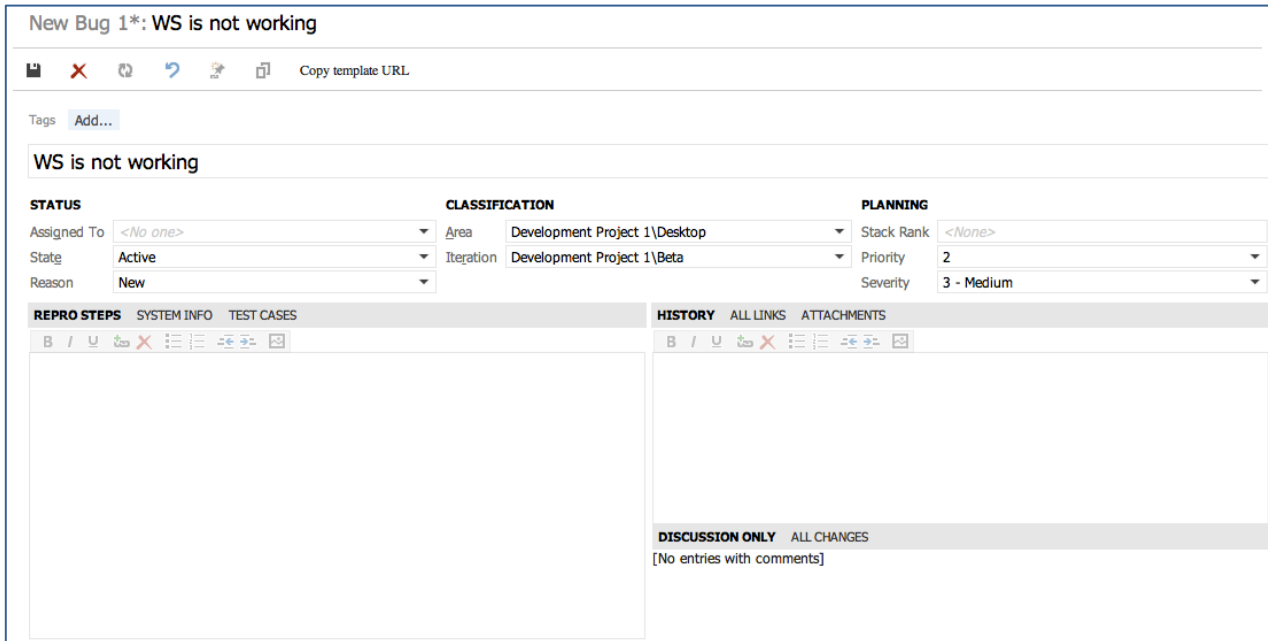 New Bug 1*: WS is not working
Copy template URL
Tags Add...
WS is not working
STATUS CLASSIFICATION PLANNING
Assigned To <No one> Area Development Project 1\Desktop Stack Rank <None>
State Active Iteration Development Project 1\Beta Priority 2
Reason New Severity 3 - Medium
REPRO STEPS SYSTEM INFO TEST CASES HISTORY ALL LINKS ATTACHMENTS
B I U B I U
DISCUSSION ONLY ALL CHANGES
[No entries with comments]